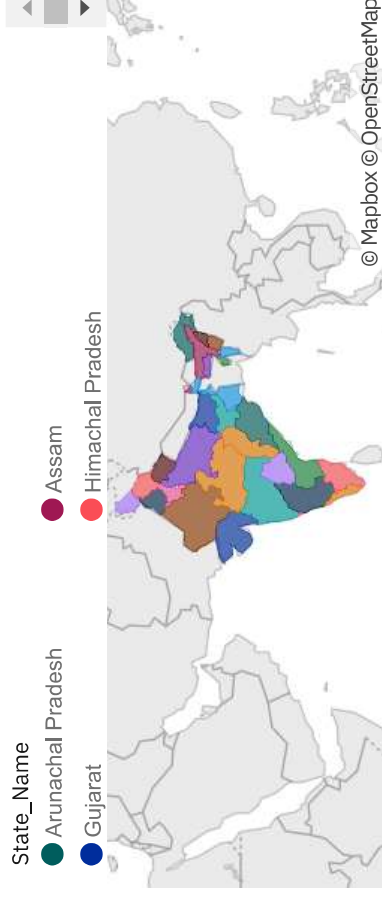 State_Name
Arunachal Pradesh
Assam
Gujarat
Himachal Pradesh
© Mapbox © OpenStreetMap